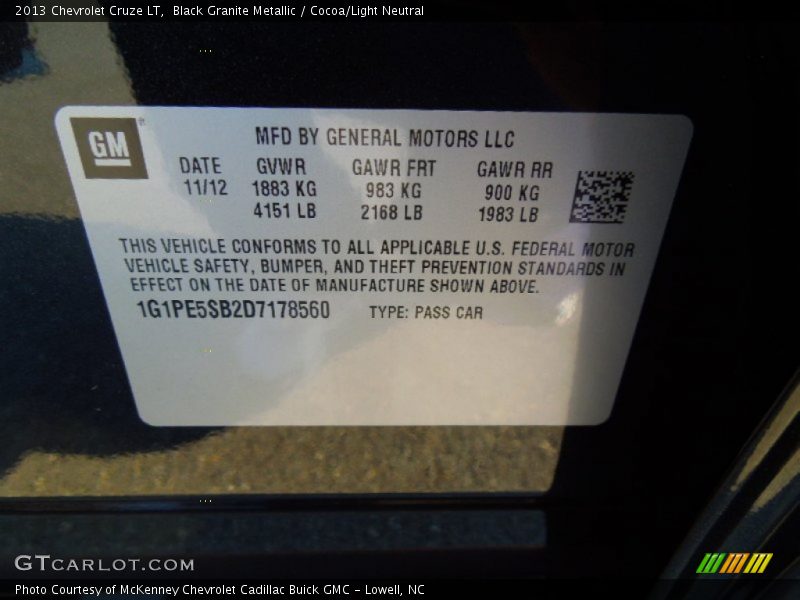 2013 Chevrolet Cruze LT, Black Granite Metallic / Cocoa/Light Neutral
GM
MFD BY GENERAL MOTORS LLC
DATE GVWR GAWR FRT GAWR RR
11/12 1883 KG 983 KG 900 KG
4151 LB 2168 LB 1983 LB
THIS VEHICLE CONFORMS TO ALL APPLICABLE U.S. FEDERAL MOTOR
VEHICLE SAFETY, BUMPER, AND THEFT PREVENTION STANDARDS IN
EFFECT ON THE DATE OF MANUFACTURE SHOWN ABOVE.
1G1PE5SB2D7178560 TYPE: PASS CAR
GTCARLOT.COM
Photo Courtesy of McKenney Chevrolet Cadillac Buick GMC - Lowell, NC